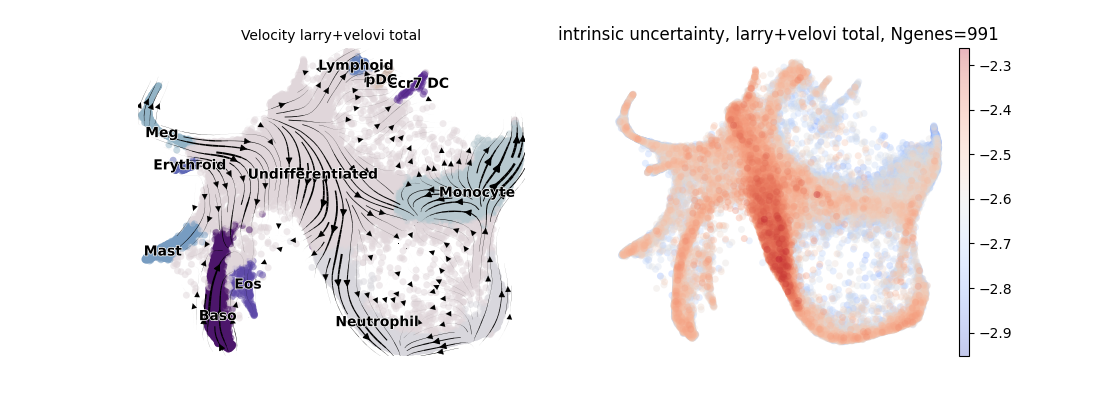 Velocity larry+velovi total
intrinsic uncertainty, larry+velovi total, Ngenes=991
Lymphoid
pDC
Ccr7 DC
Meg
Erythroid
Undifferentiated
Monocyte
Mast
Eos
Baso
Neutrophil
−2.3
−2.4
−2.5
−2.6
−2.7
−2.8
−2.9